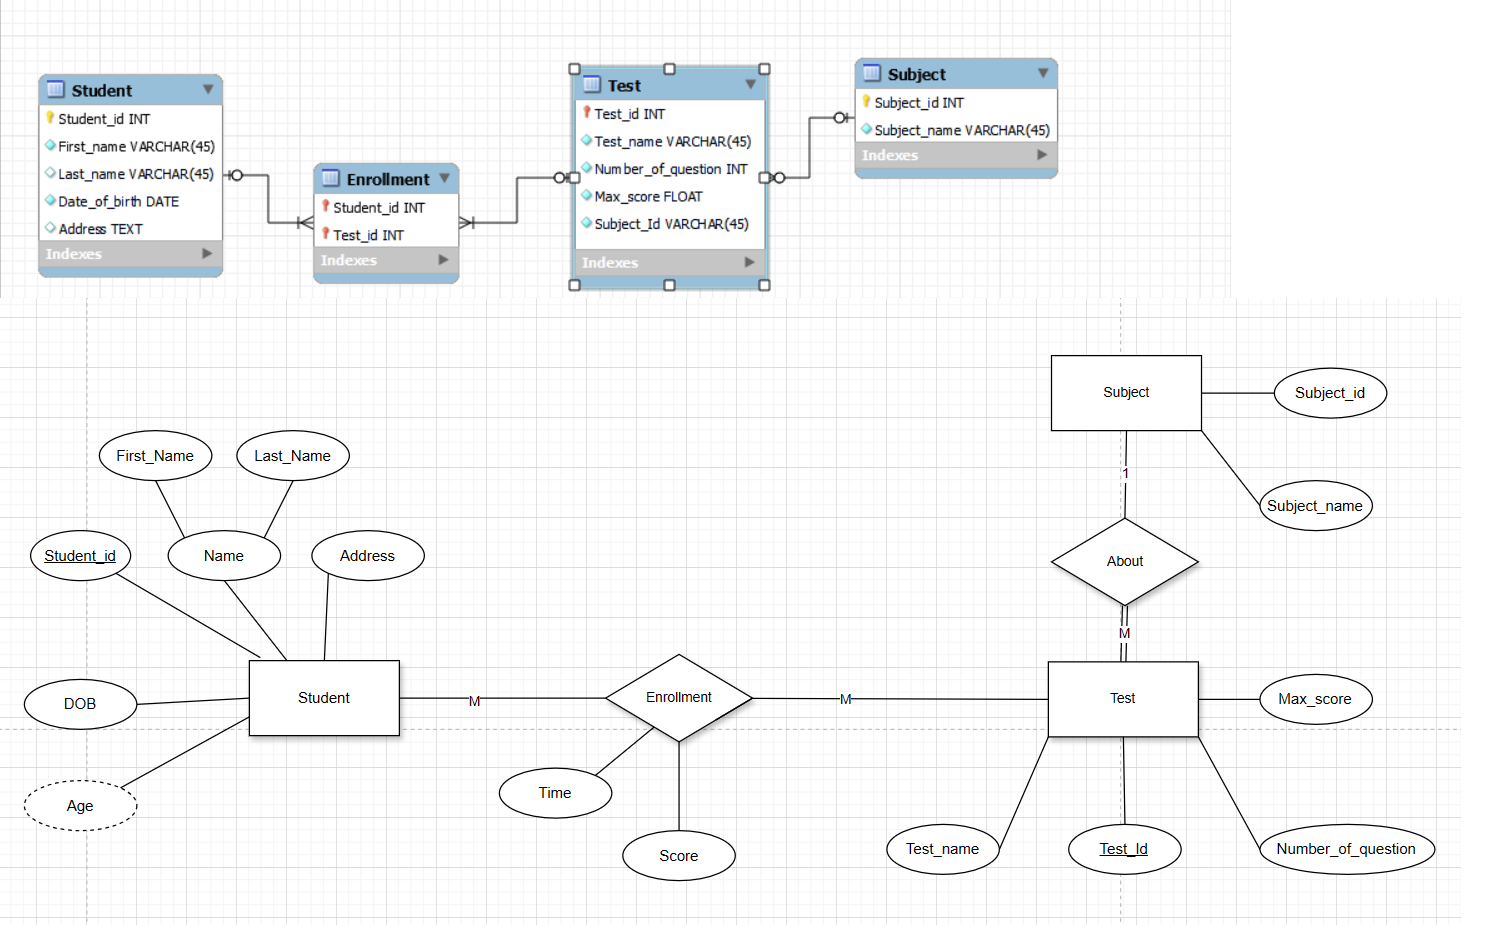 Student
Student_id INT
First_name VARCHAR(45)
Last_name VARCHAR(45)
Date_of_birth DATE
Address TEXT
Indexes
Enrollment
Student_id INT
Test_id INT
Indexes
Test
Test_id INT
Test_name VARCHAR(45)
Number_of_question INT
Max_score FLOAT
Subject_Id VARCHAR(45)
Indexes
Subject
Subject_id INT
Subject_name VARCHAR(45)
Indexes
Subject
Subject_id
1
Subject_name
First_Name
Last_Name
Student_id
Name
Address
About
M
Student
M
Enrollment
M
Test
Max_score
DOB
Age
Time
Score
Test_name
Test_Id
Number_of_question